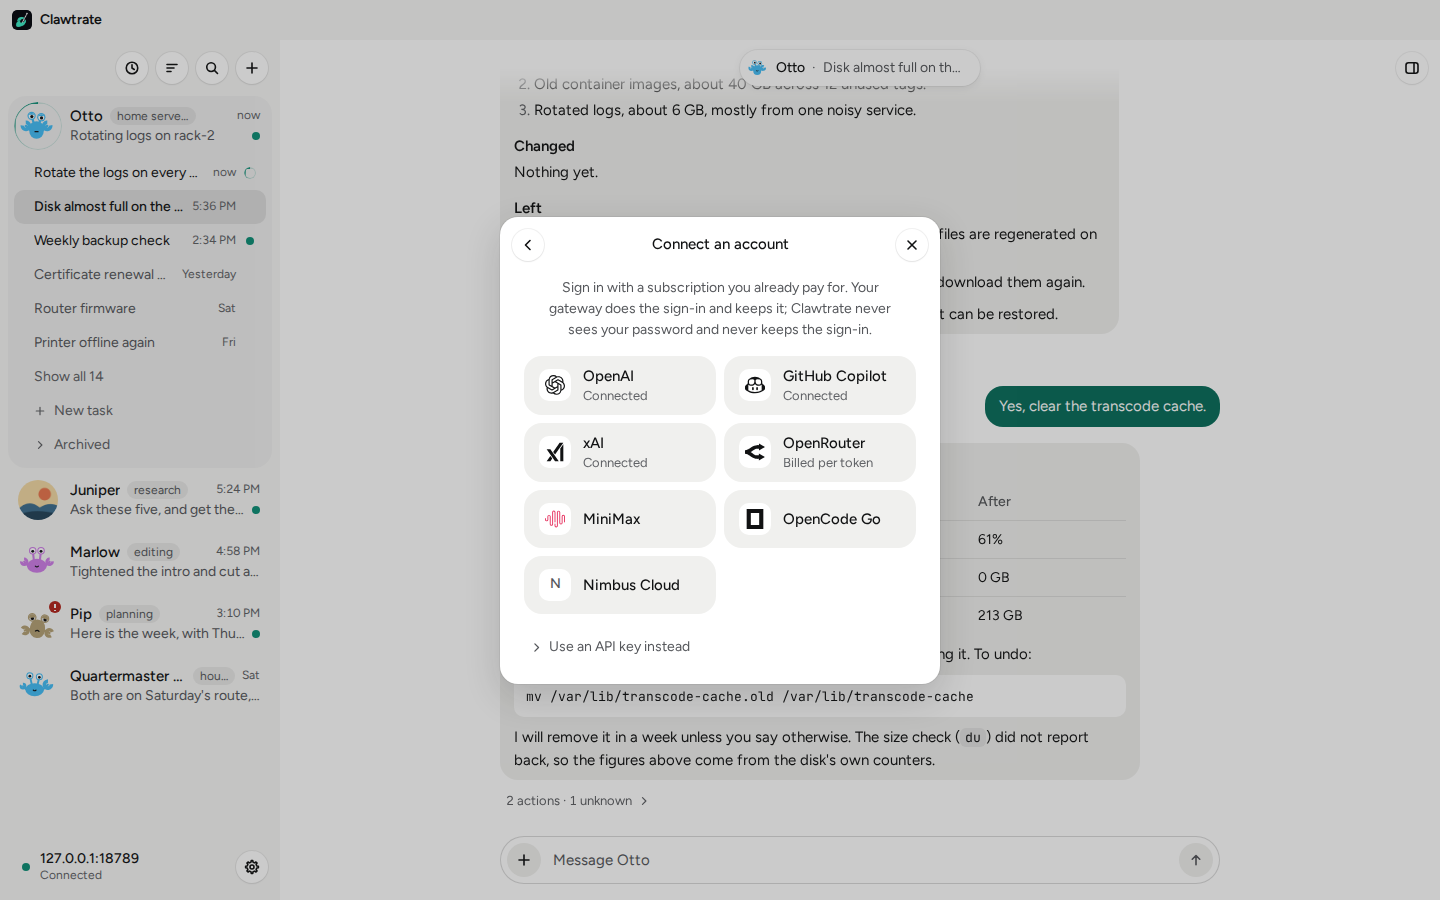 Clawtrate
Otto · Disk almost full on th...
Otto home serve... now
Rotating logs on rack-2
Rotate the logs on every ... now
Disk almost full on the ... 5:36 PM
Weekly backup check 2:34 PM
Certificate renewal ... Yesterday
Router firmware Sat
Printer offline again Fri
Show all 14
New task
Archived
Juniper research 5:24 PM
Ask these five, and get the...
Marlow editing 4:58 PM
Tightened the intro and cut a...
Pip planning 3:10 PM
Here is the week, with Thu...
Quartermaster ... hou... Sat
Both are on Saturday's route,...
127.0.0.1:18789
Connected
2. Old container images, about 40 GB across 12 unused tags.
3. Rotated logs, about 6 GB, mostly from one noisy service.
Changed
Nothing yet.
Left
files are regenerated on
download them again.
t can be restored.
Connect an account
Sign in with a subscription you already pay for. Your
gateway does the sign-in and keeps it; Clawtrate never
sees your password and never keeps the sign-in.
OpenAI
Connected
GitHub Copilot
Connected
xAI
Connected
OpenRouter
Billed per token
MiniMax
OpenCode Go
N Nimbus Cloud
Use an API key instead
Yes, clear the transcode cache.
After
61%
0 GB
213 GB
ng it. To undo:
mv /var/lib/transcode-cache.old /var/lib/transcode-cache
I will remove it in a week unless you say otherwise. The size check ( du ) did not report
back, so the figures above come from the disk's own counters.
2 actions · 1 unknown
Message Otto